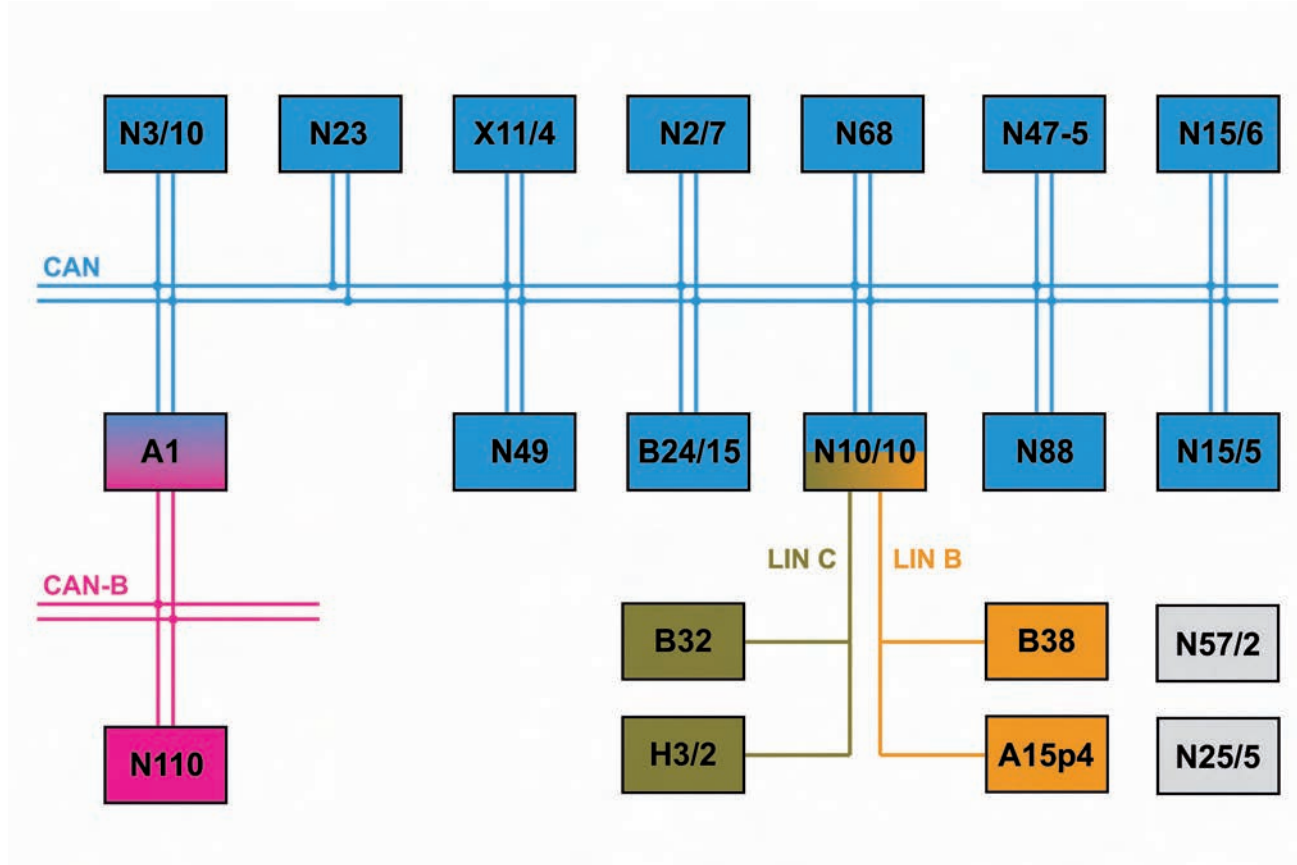 N3/10
N23
X11/4
N2/7
N68
N47-5
N15/6
CAN
A1
N49
B24/15
N10/10
N88
N15/5
LIN C
LIN B
CAN-B
B32
B38
N57/2
N110
H3/2
A15p4
N25/5